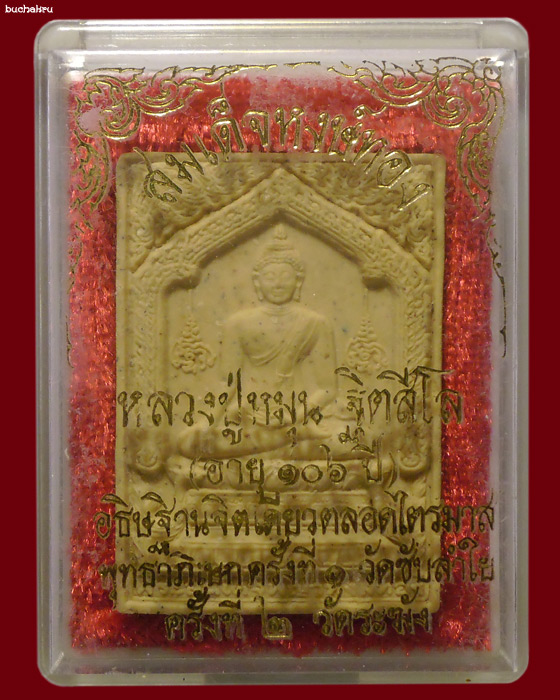 buchakru
สมเด็จหงษ์ทอง
หลวงปู่หมุน ฐิตสีโล
(อายุ ๑๐๖ ปี)
อธิษฐานจิตเดี่ยวตลอดไตรมาส
พุทธาภิเษกครั้งที่ ๑ วัดซับลำใย
ครั้งที่ ๒ วัดระฆัง